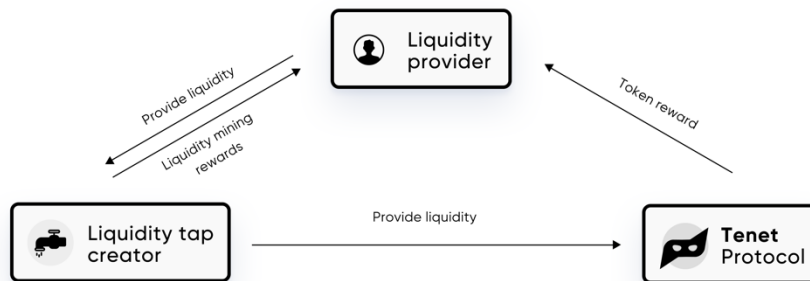 Liquidity
provider
Provide liquidity
Liquidity mining
rewards
Token reward
Liquidity tap
creator
Provide liquidity
Tenet
Protocol